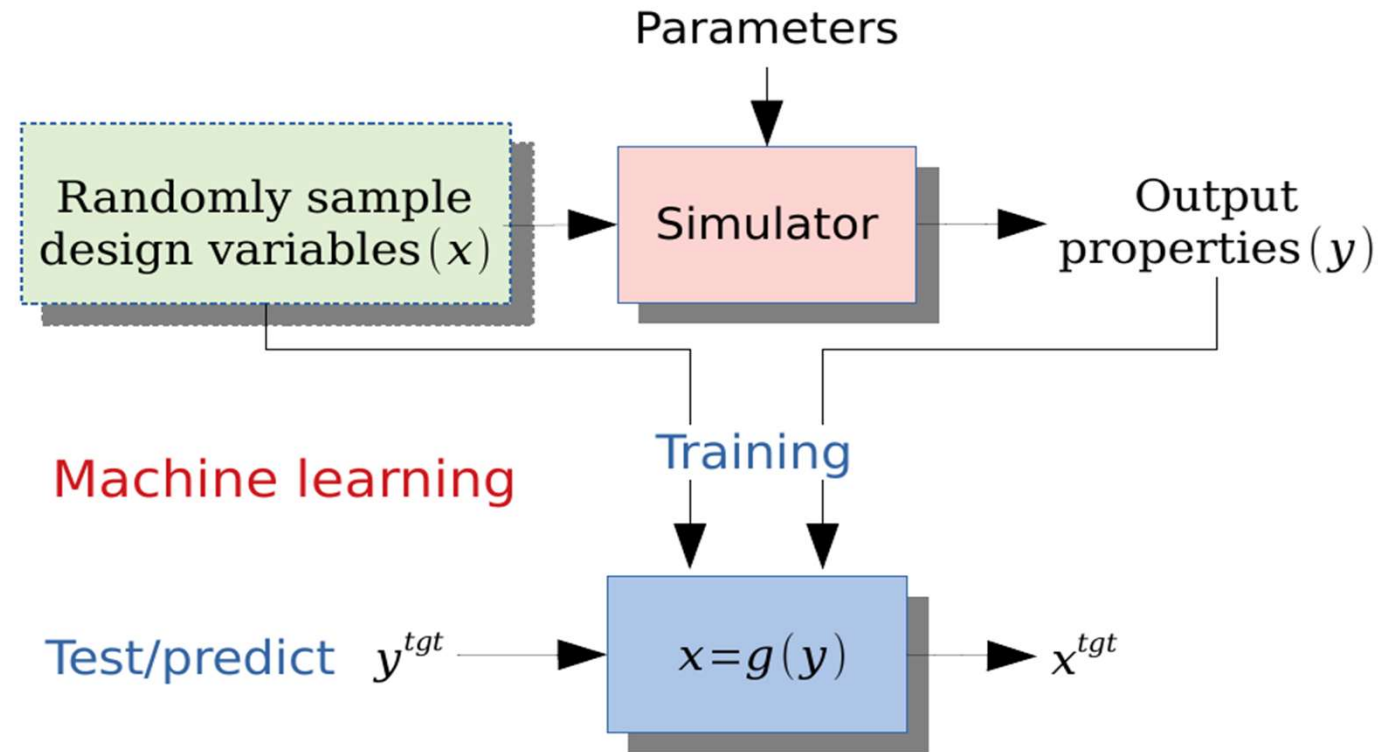 Parameters
Randomly sample
design variables(x)
Simulator
Output
properties(y)
Machine learning
Training
Test/predict
y^tgt
x=g(y)
x^tgt